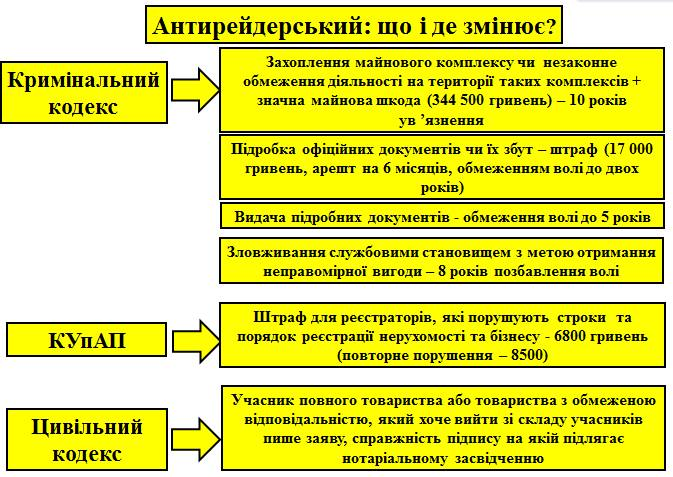 Антирейдерський: що і де змінює?
Кримінальний
кодекс
Захоплення майнового комплексу чи незаконне
обмеження діяльності на території таких комплексів +
значна майнова шкода (344 500 гривень) – 10 років
ув ’язнення
Підробка офіційних документів чи їх збут – штраф (17 000
гривень, арешт на 6 місяців, обмеженням волі до двох
років)
Видача підробних документів - обмеження волі до 5 років
Зловживання службовими становищем з метою отримання
неправомірної вигоди – 8 років позбавлення волі
КУпАП
Штраф для реєстраторів, які порушують строки та
порядок реєстрації нерухомості та бізнесу - 6800 гривень
(повторне порушення – 8500)
Цивільний
кодекс
Учасник повного товариства або товариства з обмеженою
відповідальністю, який хоче вийти зі складу учасників
пише заяву, справжність підпису на якій підлягає
нотаріальному засвідченню